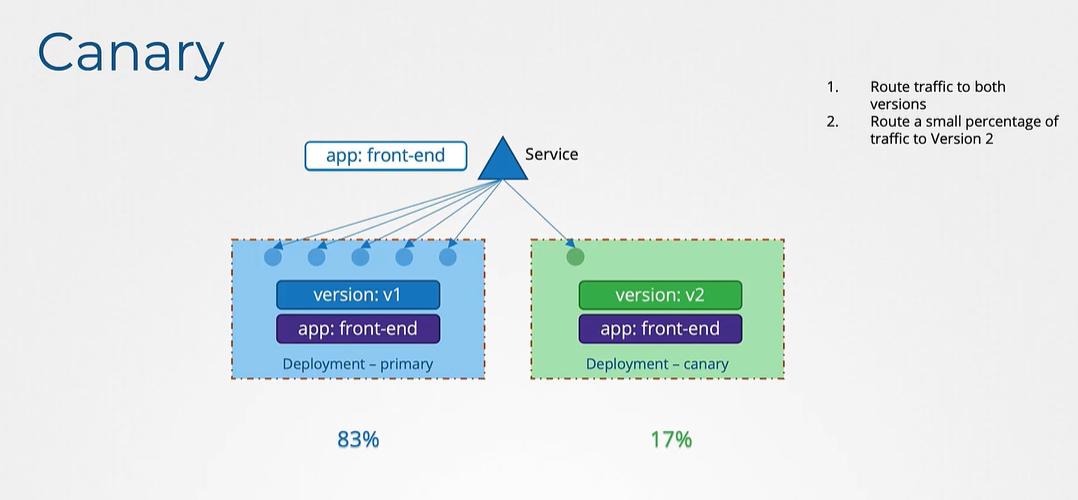 Canary
1. Route traffic to both
versions
2. Route a small percentage of
traffic to Version 2
app: front-end
Service
version: v1
app: front-end
Deployment – primary
version: v2
app: front-end
Deployment – canary
83%
17%